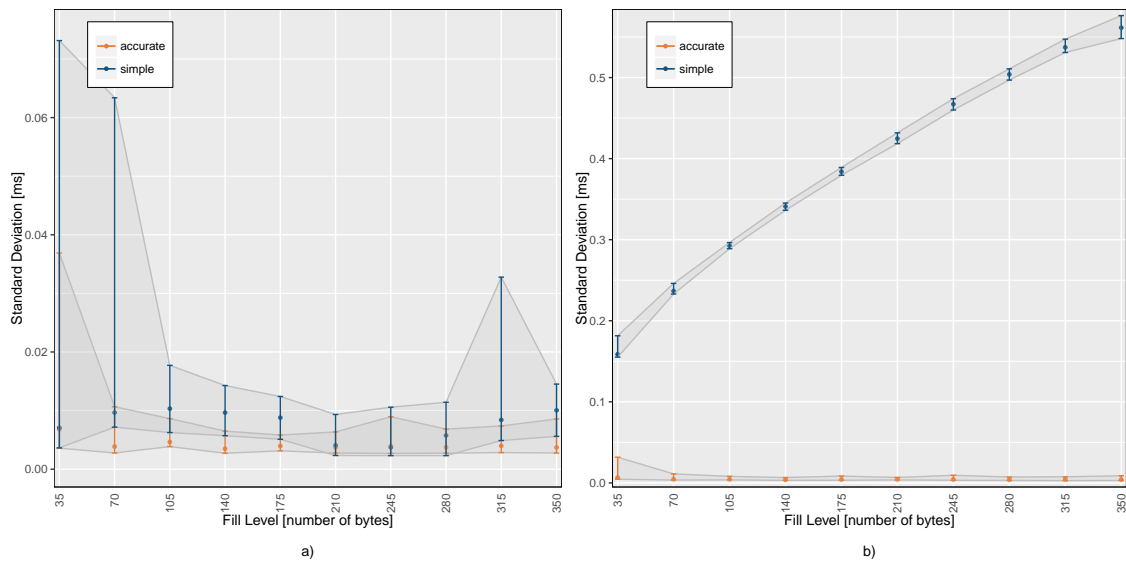 accurate
simple
0.06
0.04
0.02
0.00
Standard Deviation [ms]
35 70 105 140 175 210 245 280 315 350
Fill Level [number of bytes]
a)
accurate
simple
0.5
0.4
0.3
0.2
0.1
0.0
Standard Deviation [ms]
35 70 105 140 175 210 245 280 315 350
Fill Level [number of bytes]
b)